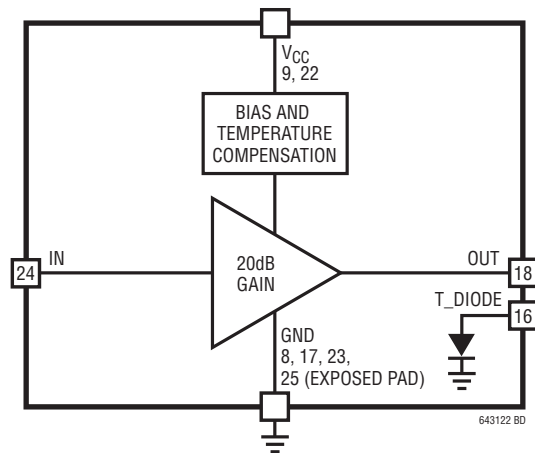 VCC
9, 22
BIAS AND
TEMPERATURE
COMPENSATION
24
IN
20dB
GAIN
OUT
18
T_DIODE
16
GND
8, 17, 23,
25 (EXPOSED PAD)
643122 BD